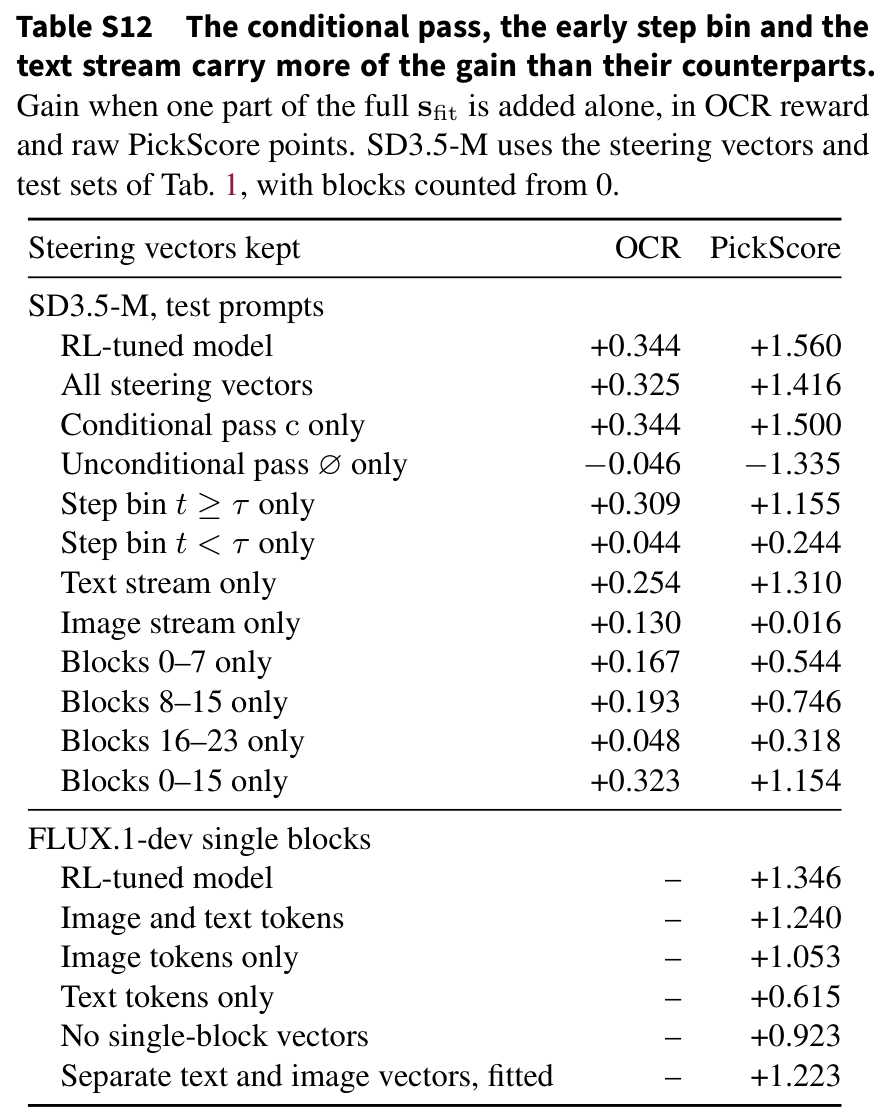 Table S12 The conditional pass, the early step bin and the
text stream carry more of the gain than their counterparts.
Gain when one part of the full s_fit is added alone, in OCR reward
and raw PickScore points. SD3.5-M uses the steering vectors and
test sets of Tab. 1, with blocks counted from 0.
Steering vectors kept OCR PickScore
SD3.5-M, test prompts
RL-tuned model +0.344 +1.560
All steering vectors +0.325 +1.416
Conditional pass c only +0.344 +1.500
Unconditional pass ∅ only −0.046 −1.335
Step bin t ≥ τ only +0.309 +1.155
Step bin t < τ only +0.044 +0.244
Text stream only +0.254 +1.310
Image stream only +0.130 +0.016
Blocks 0–7 only +0.167 +0.544
Blocks 8–15 only +0.193 +0.746
Blocks 16–23 only +0.048 +0.318
Blocks 0–15 only +0.323 +1.154
FLUX.1-dev single blocks
RL-tuned model – +1.346
Image and text tokens – +1.240
Image tokens only – +1.053
Text tokens only – +0.615
No single-block vectors – +0.923
Separate text and image vectors, fitted – +1.223